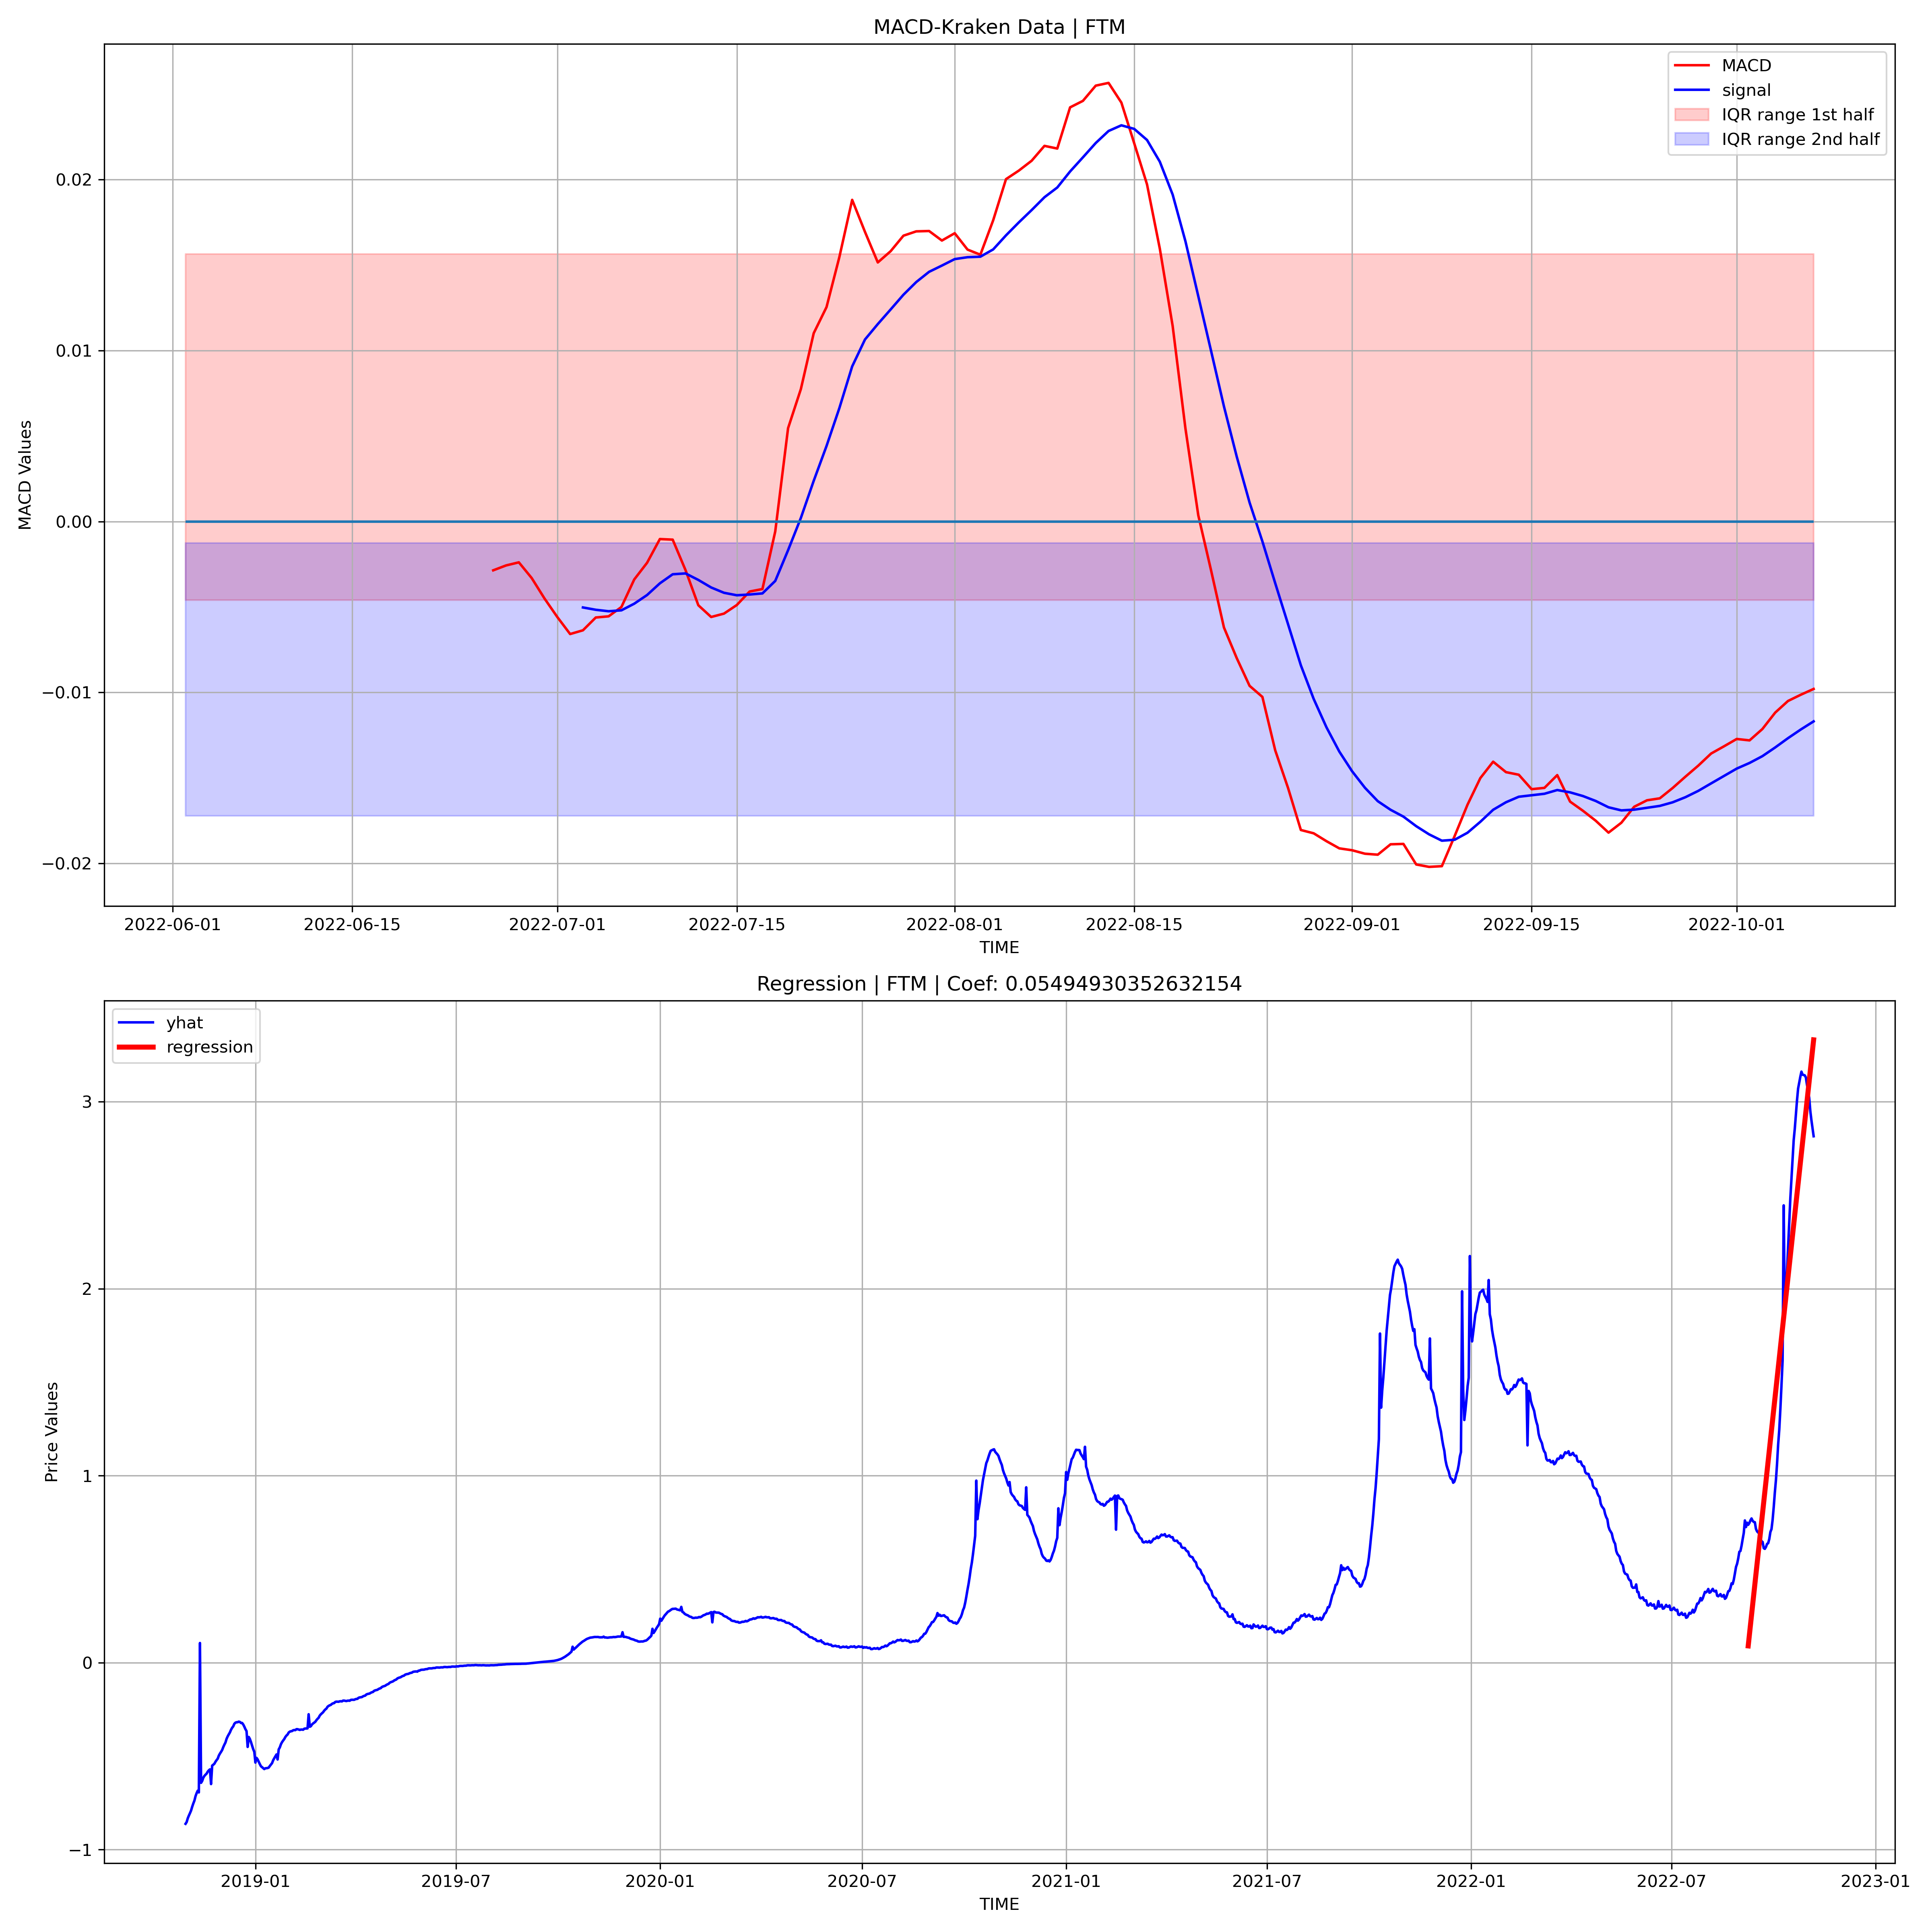 MACD-Kraken Data | FTM
MACD
signal
IQR range 1st half
IQR range 2nd half
MACD Values
0.02
0.01
0.00
−0.01
−0.02
2022-06-01 2022-06-15 2022-07-01 2022-07-15 2022-08-01 2022-08-15 2022-09-01 2022-09-15 2022-10-01
TIME
Regression | FTM | Coef: 0.05494930352632154
yhat
regression
Price Values
3
2
1
0
−1
2019-01 2019-07 2020-01 2020-07 2021-01 2021-07 2022-01 2022-07 2023-01
TIME